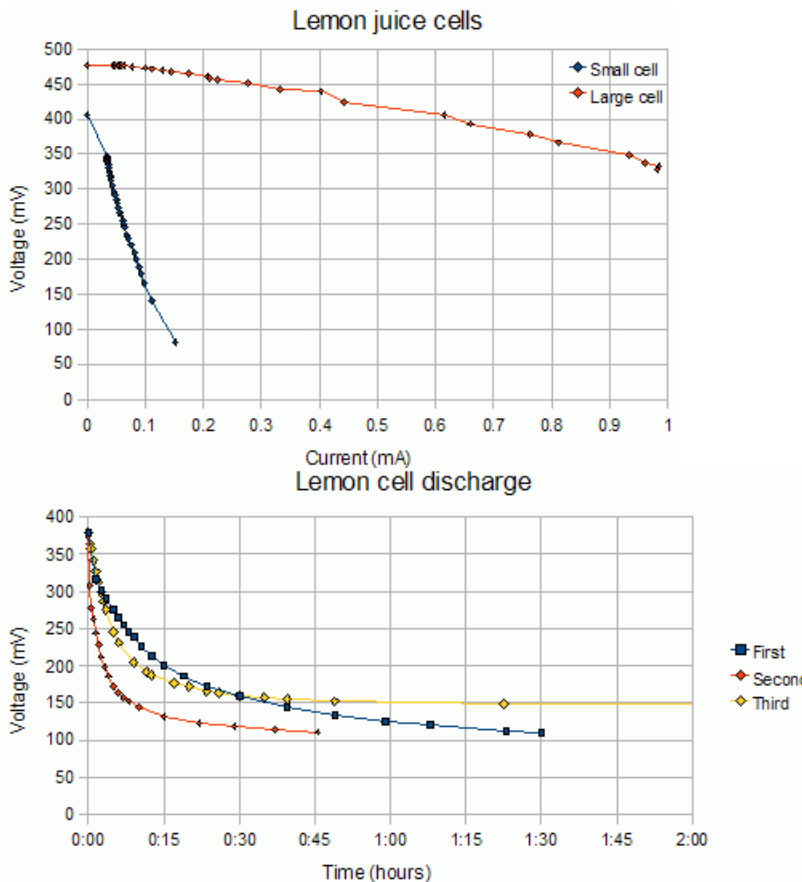 Lemon juice cells
500
450
400
350
300
250
200
150
100
50
0
Voltage (mV)
Small cell
Large cell
0 0.1 0.2 0.3 0.4 0.5 0.6 0.7 0.8 0.9 1
Current (mA)
Lemon cell discharge
400
350
300
250
200
150
100
50
0
Voltage (mV)
First
Second
Third
0:00 0:15 0:30 0:45 1:00 1:15 1:30 1:45 2:00
Time (hours)